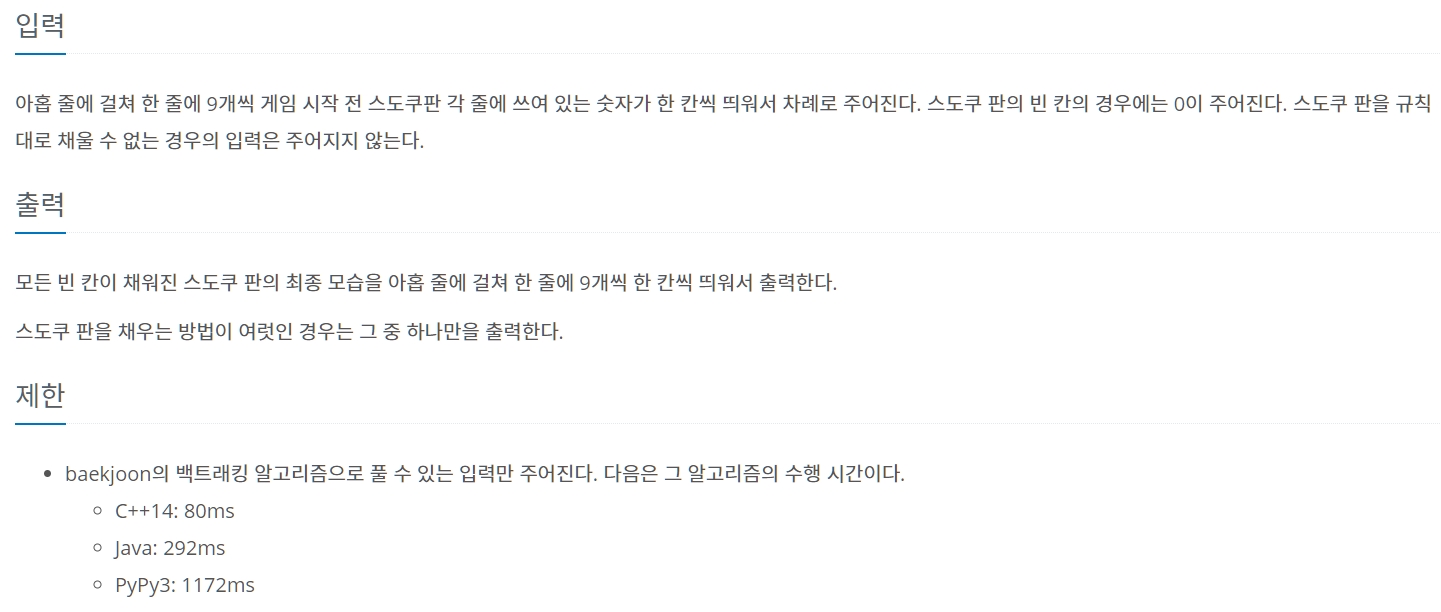 입력
아홉 줄에 걸쳐 한 줄에 9개씩 게임 시작 전 스도쿠판 각 줄에 쓰여 있는 숫자가 한 칸씩 띄워서 차례로 주어진다. 스도쿠 판의 빈 칸의 경우에는 0이 주어진다. 스도쿠 판을 규칙
대로 채울 수 없는 경우의 입력은 주어지지 않는다.
출력
모든 빈 칸이 채워진 스도쿠 판의 최종 모습을 아홉 줄에 걸쳐 한 줄에 9개씩 한 칸씩 띄워서 출력한다.
스도쿠 판을 채우는 방법이 여럿인 경우는 그 중 하나만을 출력한다.
제한
baekjoon의 백트래킹 알고리즘으로 풀 수 있는 입력만 주어진다. 다음은 그 알고리즘의 수행 시간이다.
C++14: 80ms
Java: 292ms
PyPy3: 1172ms